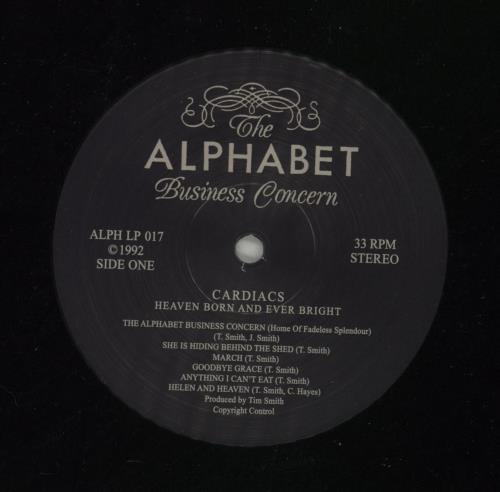 The
ALPHABET
Business Concern
ALPH LP 017
©1992
SIDE ONE
33 RPM
STEREO
CARDIACS
HEAVEN BORN AND EVER BRIGHT
THE ALPHABET BUSINESS CONCERN (Home Of Fadeless Splendour)
(T. Smith, J. Smith)
SHE IS HIDING BEHIND THE SHED (T. Smith)
MARCH (T. Smith)
GOODBYE GRACE (T. Smith)
ANYTHING I CAN'T EAT (T. Smith)
HELEN AND HEAVEN (T. Smith, C. Hayes)
Produced by Tim Smith
Copyright Control